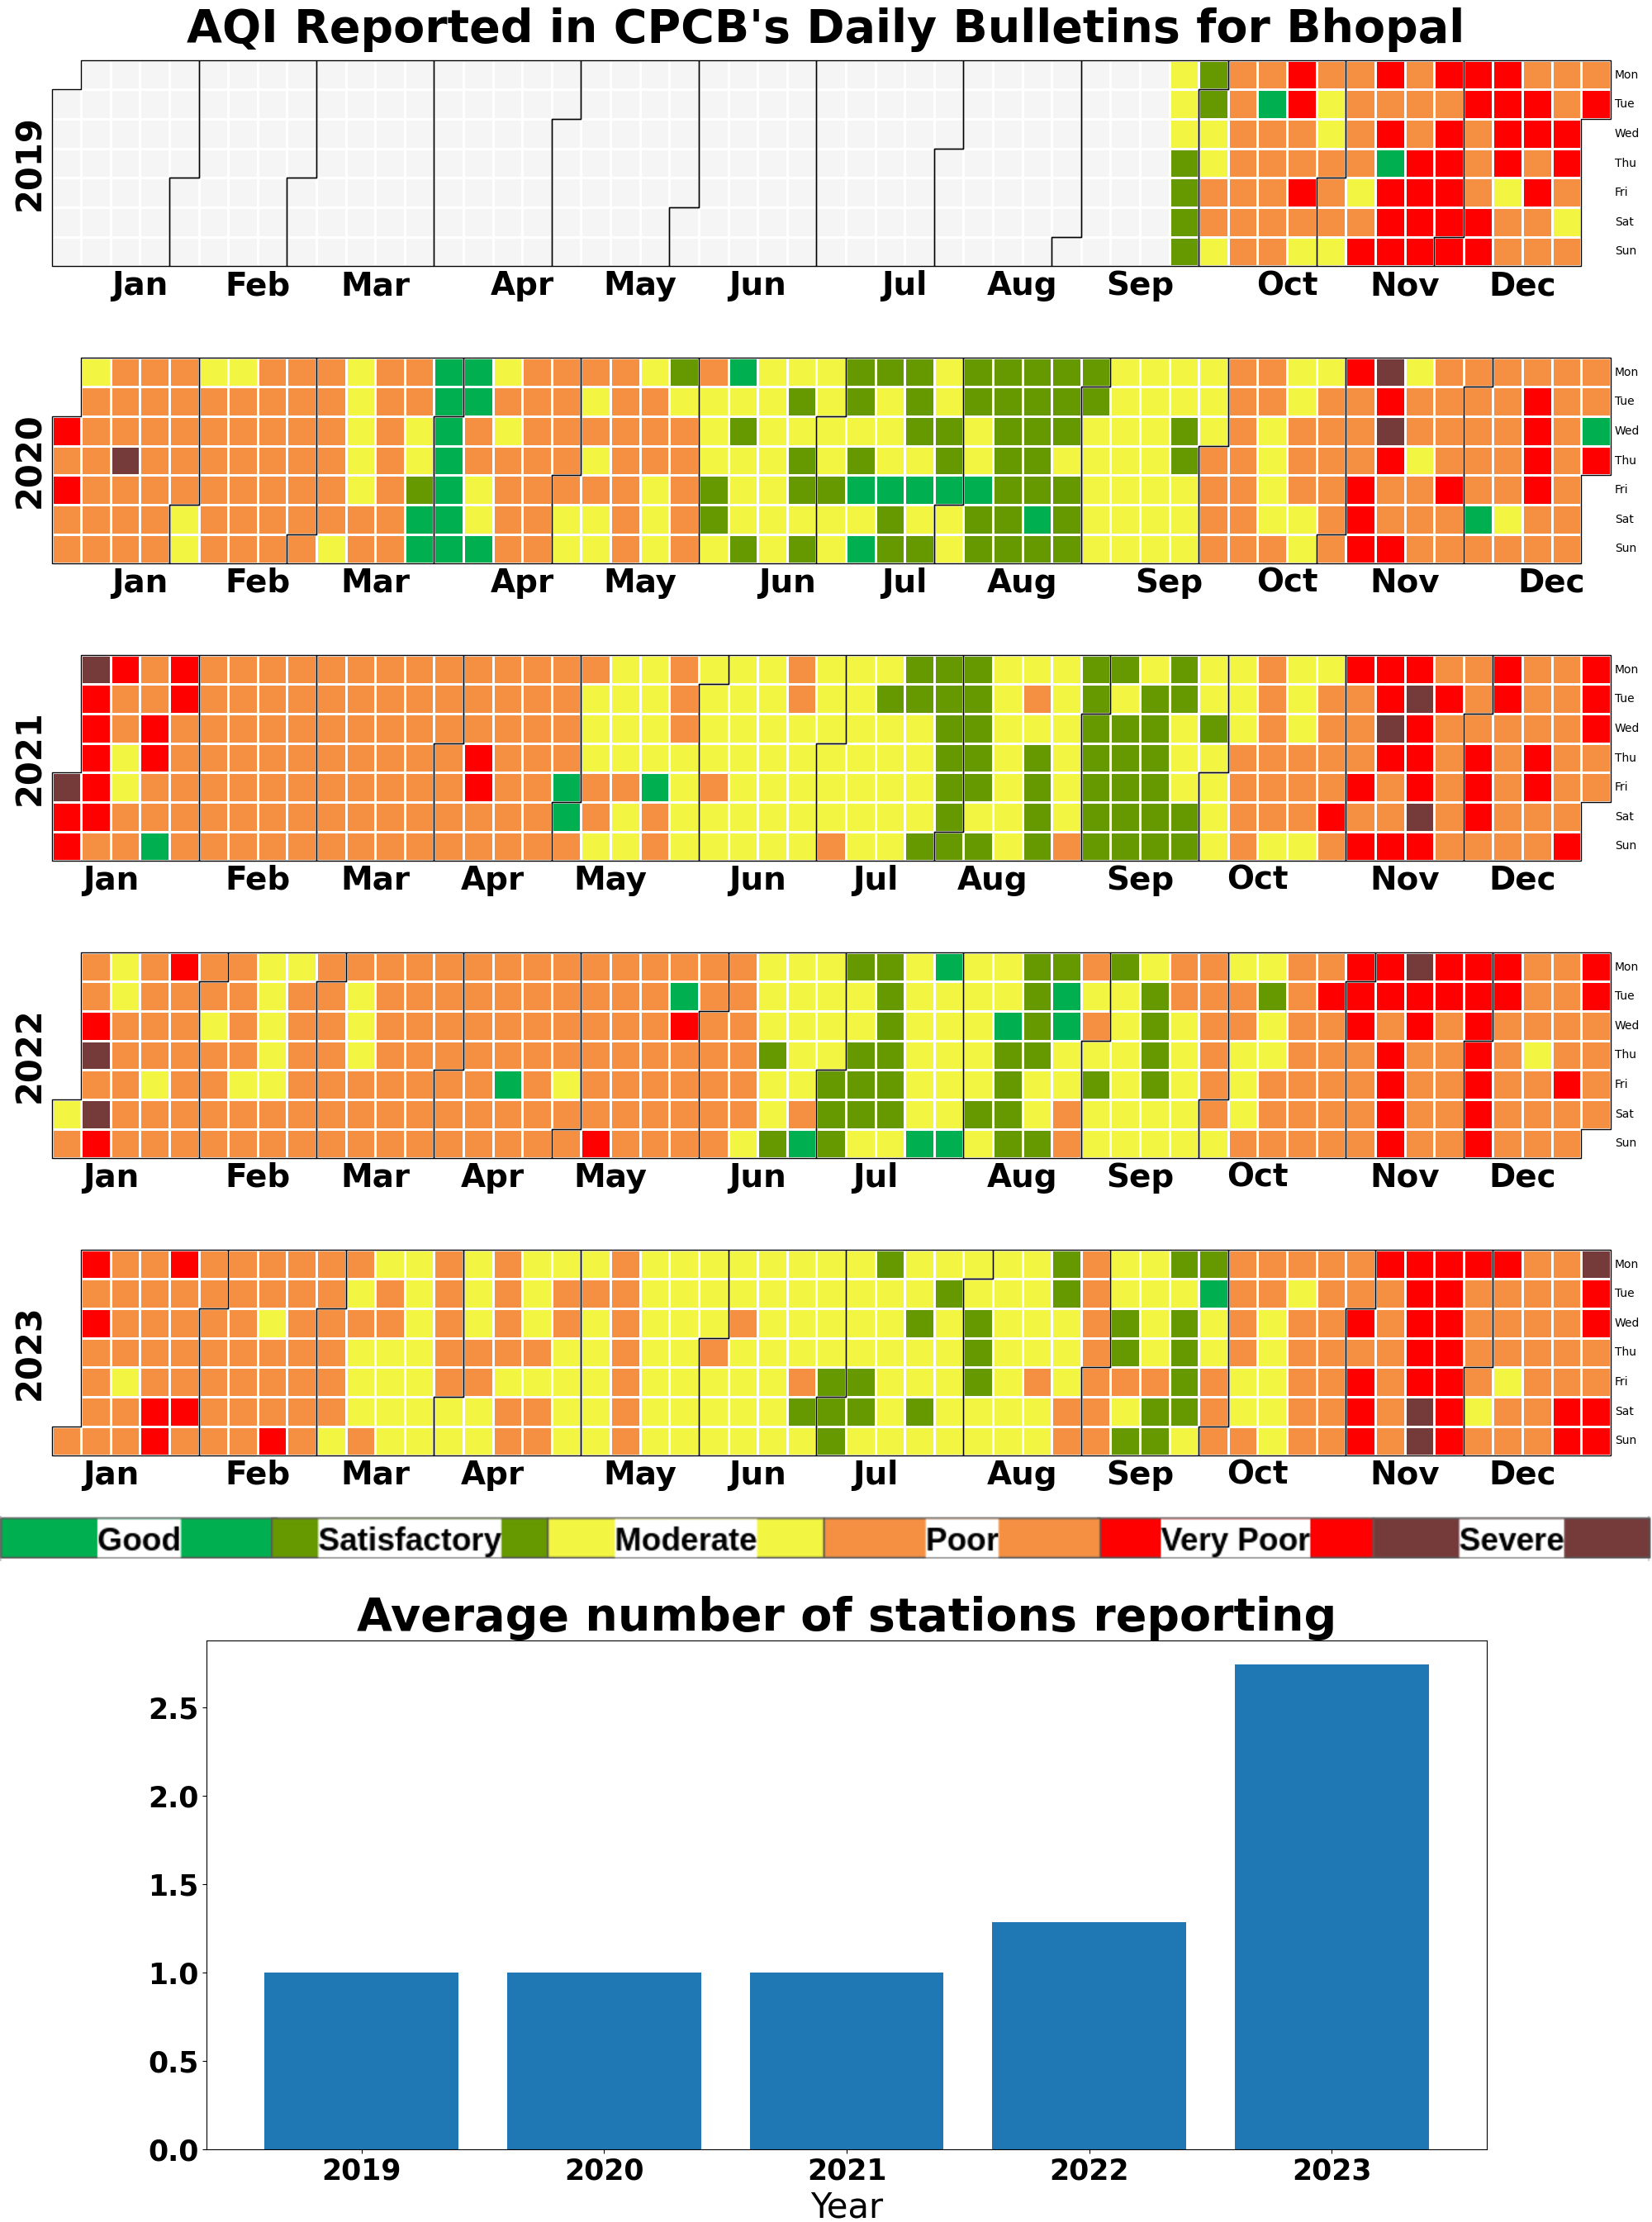 AQI Reported in CPCB's Daily Bulletins for Bhopal
2019
Mon
Tue
Wed
Thu
Fri
Sat
Sun
Jan Feb Mar Apr May Jun Jul Aug Sep Oct Nov Dec
2020
Mon
Tue
Wed
Thu
Fri
Sat
Sun
Jan Feb Mar Apr May Jun Jul Aug Sep Oct Nov Dec
2021
Mon
Tue
Wed
Thu
Fri
Sat
Sun
Jan Feb Mar Apr May Jun Jul Aug Sep Oct Nov Dec
2022
Mon
Tue
Wed
Thu
Fri
Sat
Sun
Jan Feb Mar Apr May Jun Jul Aug Sep Oct Nov Dec
2023
Mon
Tue
Wed
Thu
Fri
Sat
Sun
Jan Feb Mar Apr May Jun Jul Aug Sep Oct Nov Dec
Good Satisfactory Moderate Poor Very Poor Severe
Average number of stations reporting
2.5
2.0
1.5
1.0
0.5
0.0
2019 2020 2021 2022 2023
Year